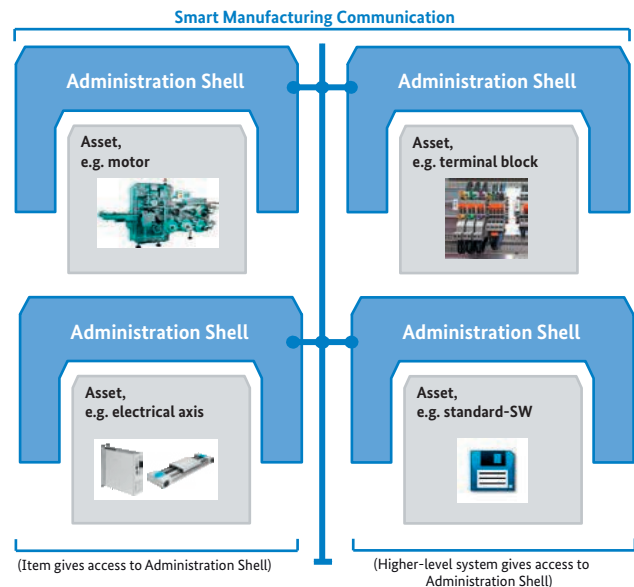 Smart Manufacturing Communication
Administration Shell
Asset,
e.g. motor
Administration Shell
Asset,
e.g. terminal block
Administration Shell
Asset,
e.g. electrical axis
Administration Shell
Asset,
e.g. standard-SW
(Item gives access to Administration Shell)
(Higher-level system gives access to
Administration Shell)